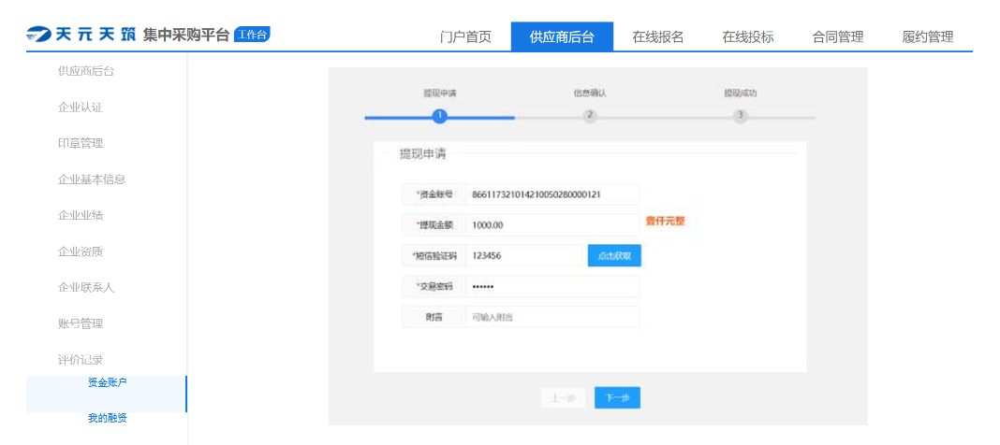 天元天筑 集中采购平台 工作台
门户首页 供应商后台 在线报名 在线投标 合同管理 履约管理
供应商后台
企业认证
印章管理
企业基本信息
企业业绩
企业资质
企业联系人
账号管理
评价记录
资金账户
我的融资
提现申请 信息确认 提现成功
1 2 3
提现申请
*资金账号 866117321014210050280000121
*提现金额 1000.00 壹仟元整
*短信验证码 123456 点击获取
*交易密码 ••••••
附言 可输入附言
上一步 下一步